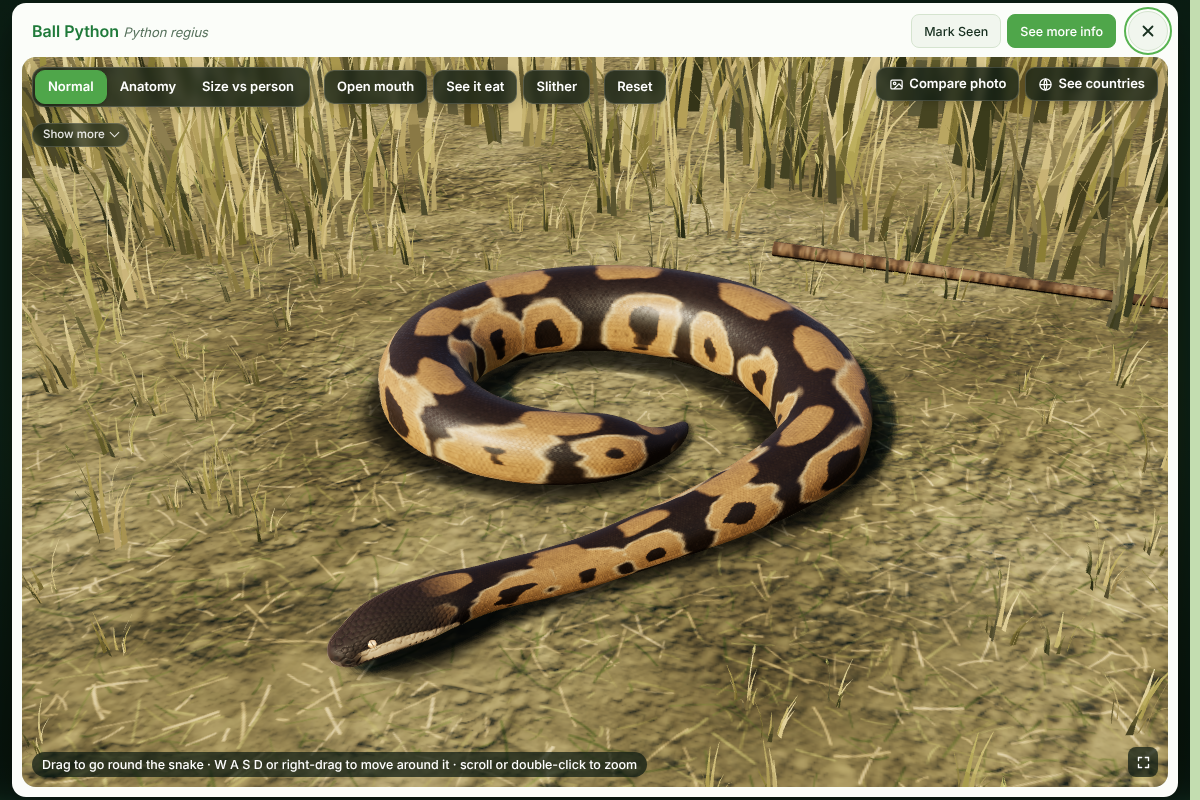 Ball Python Python regius
Mark Seen
See more info
Normal
Anatomy
Size vs person
Open mouth
See it eat
Slither
Reset
Compare photo
See countries
Show more
Drag to go round the snake · W A S D or right-drag to move around it · scroll or double-click to zoom